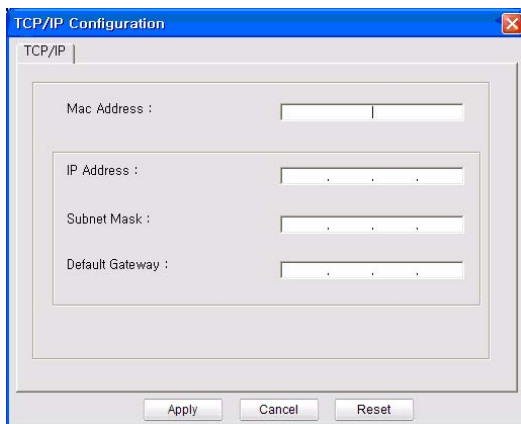 TCP/IP Configuration
TCP/IP
Mac Address :
IP Address :
. . .
Subnet Mask :
. . .
Default Gateway :
. . .
Apply Cancel Reset